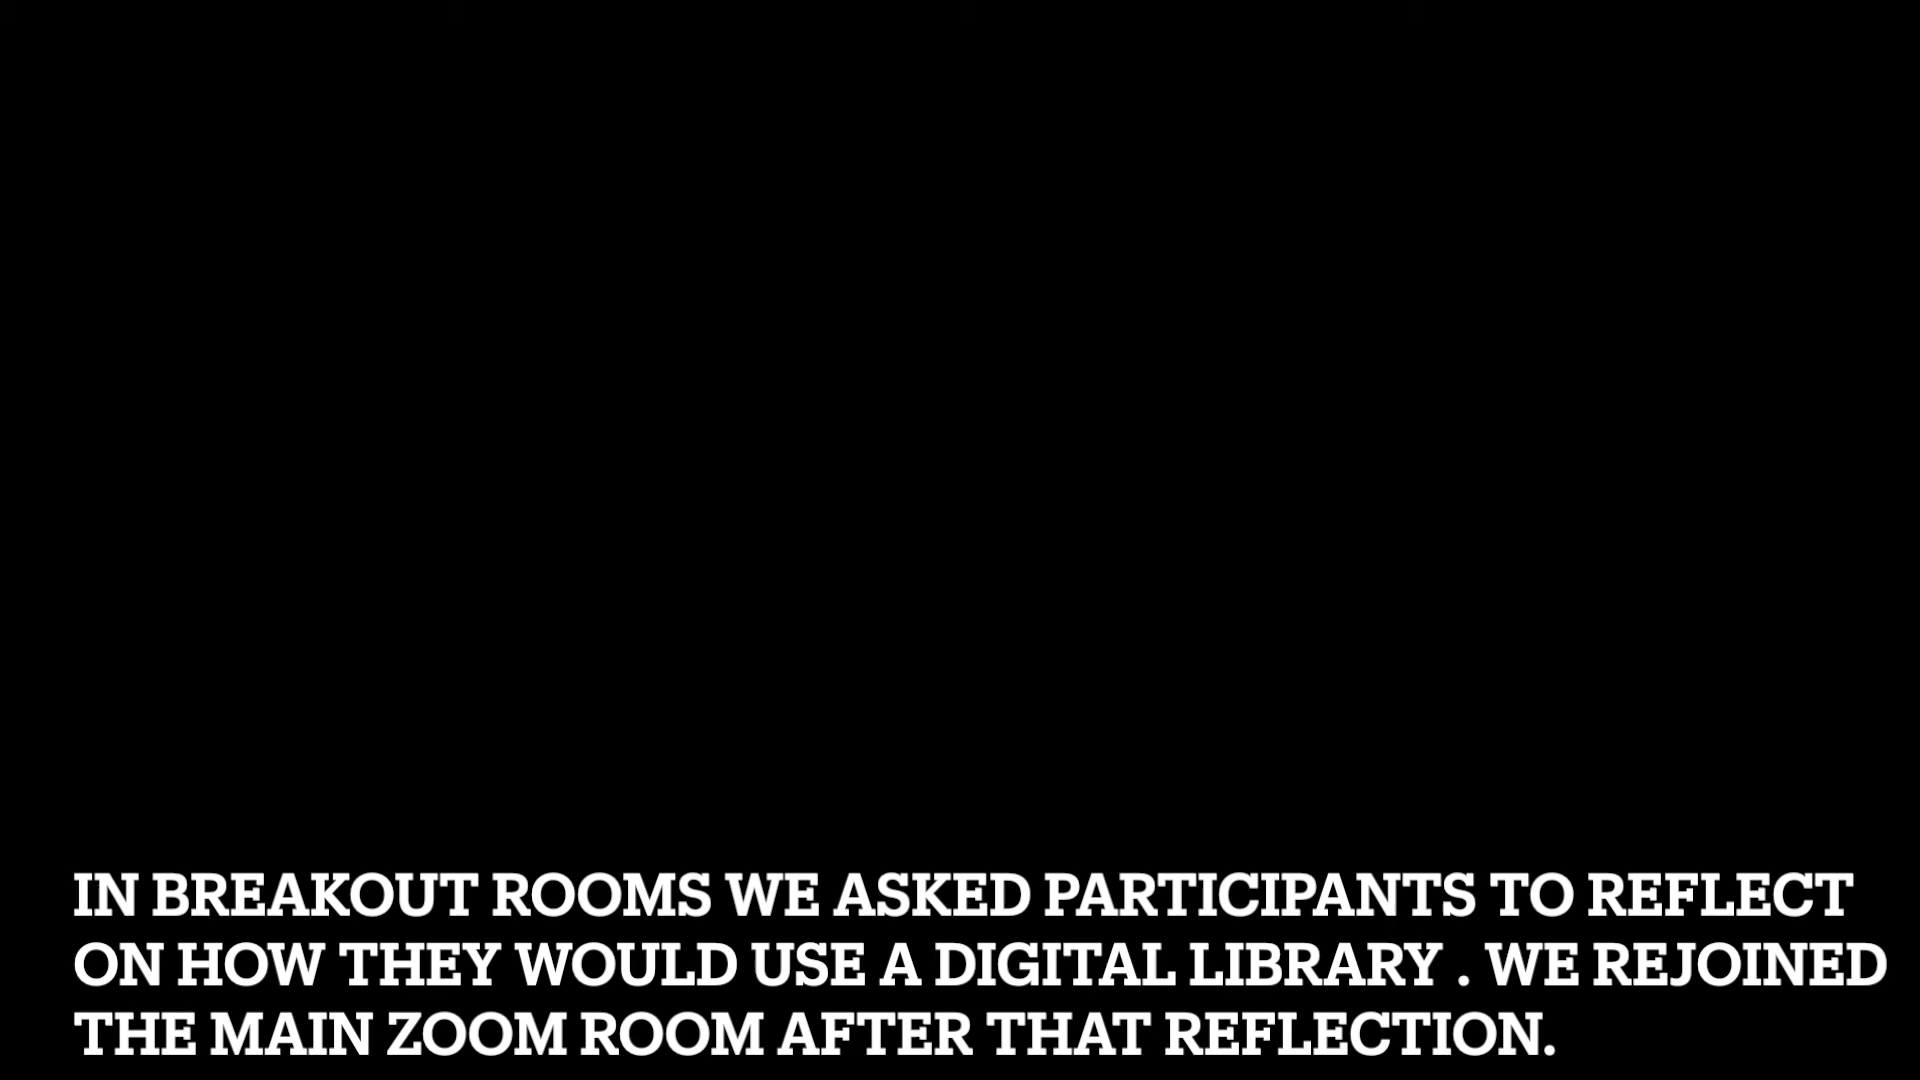 IN BREAKOUT ROOMS WE ASKED PARTICIPANTS TO REFLECT
ON HOW THEY WOULD USE A DIGITAL LIBRARY . WE REJOINED
THE MAIN ZOOM ROOM AFTER THAT REFLECTION.